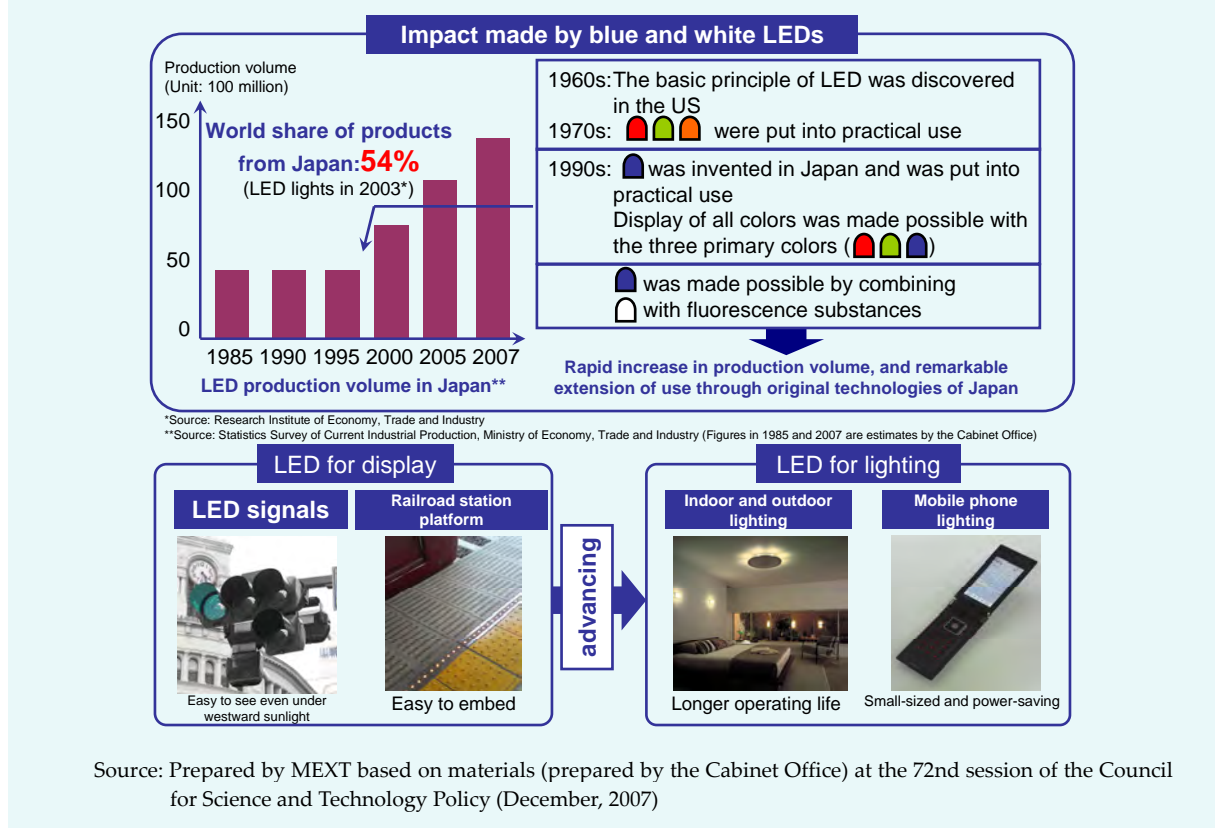 Impact made by blue and white LEDs
Production volume
(Unit: 100 million)
150
100
50
0
World share of products
from Japan:54%
(LED lights in 2003*)
1985 1990 1995 2000 2005 2007
LED production volume in Japan**
1960s:The basic principle of LED was discovered
in the US
1970s: were put into practical use
1990s: was invented in Japan and was put into
practical use
Display of all colors was made possible with
the three primary colors ( )
was made possible by combining
with fluorescence substances
Rapid increase in production volume, and remarkable
extension of use through original technologies of Japan
*Source: Research Institute of Economy, Trade and Industry
**Source: Statistics Survey of Current Industrial Production, Ministry of Economy, Trade and Industry (Figures in 1985 and 2007 are estimates by the Cabinet Office)
LED for display
LED signals
Easy to see even under
westward sunlight
Railroad station
platform
Easy to embed
advancing
LED for lighting
Indoor and outdoor
lighting
Longer operating life
Mobile phone
lighting
Small-sized and power-saving
Source: Prepared by MEXT based on materials (prepared by the Cabinet Office) at the 72nd session of the Council
for Science and Technology Policy (December, 2007)